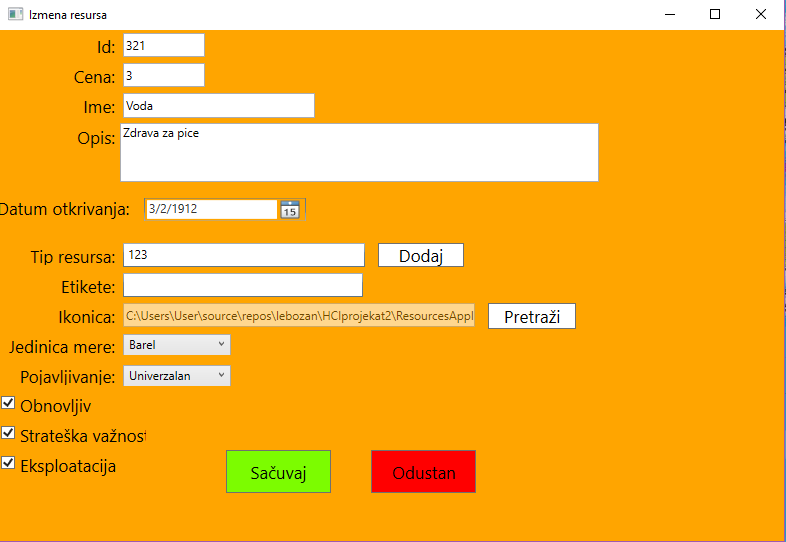 Izmena resursa
Id: 321
Cena: 3
Ime: Voda
Opis: Zdrava za pice
Datum otkrivanja: 3/2/1912 15
Tip resursa: 123 Dodaj
Etikete:
Ikonica: C:\Users\User\source\repos\lebozan\HCIprojekat2\ResourcesAppl Pretraži
Jedinica mere: Barel
Pojavljivanje: Univerzalan
Obnovljiv
Strateška važnost
Eksploatacija
Sačuvaj Odustan